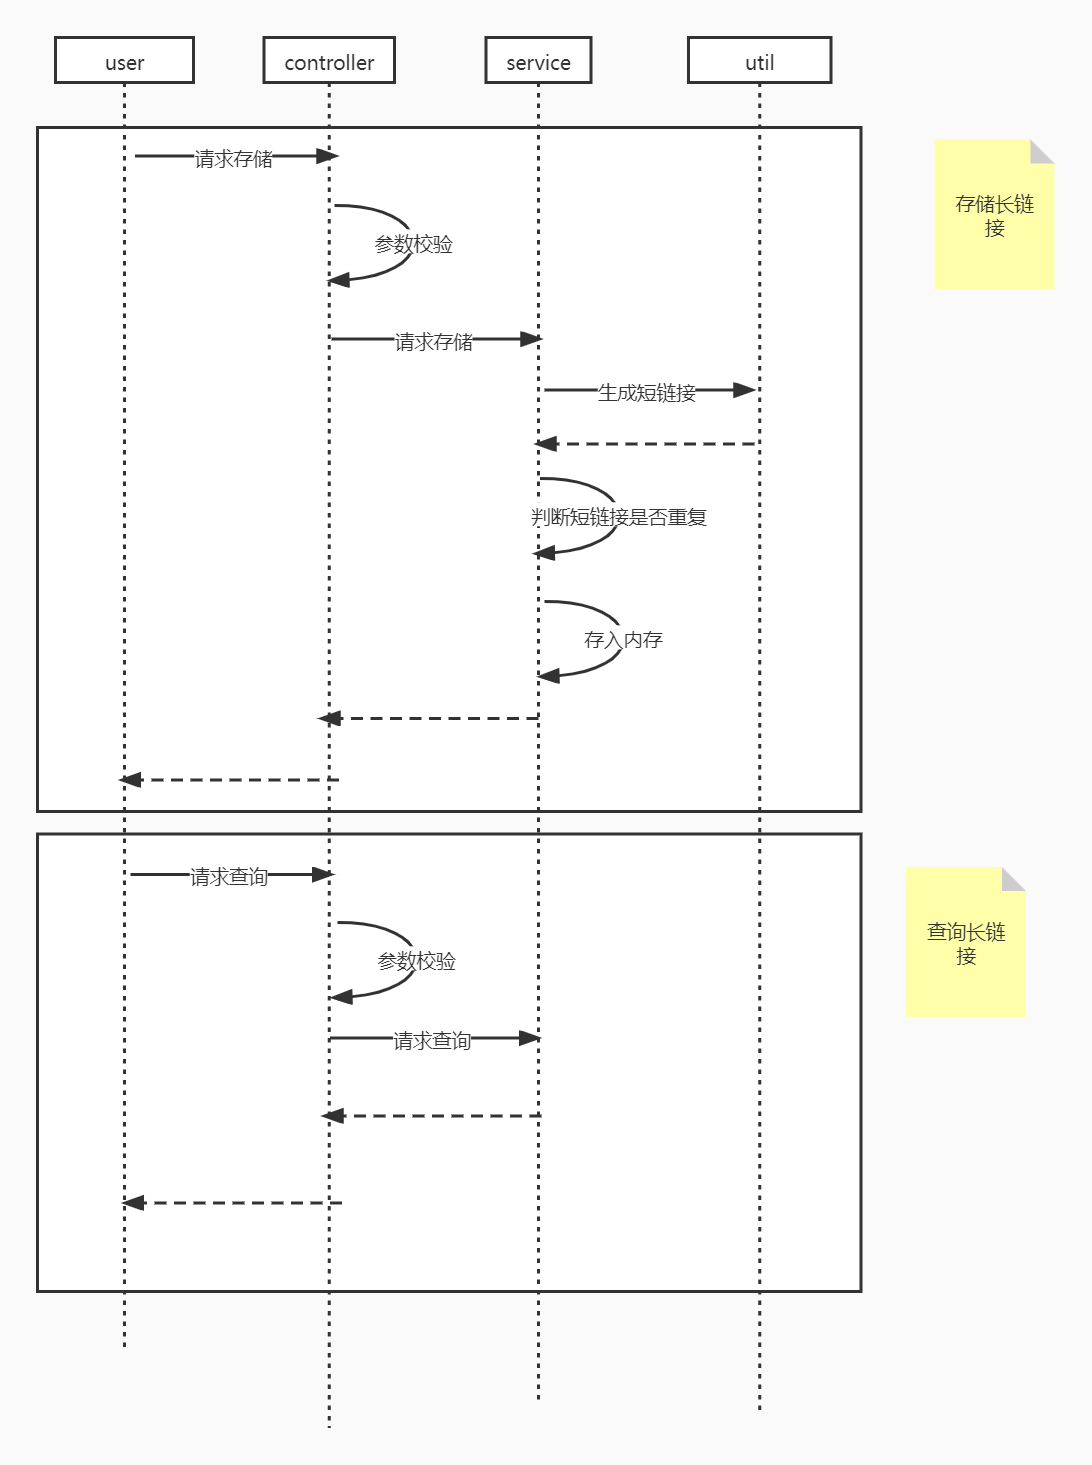 user
controller
service
util
请求存储
存储长链
接
参数校验
请求存储
生成短链接
判断短链接是否重复
存入内存
请求查询
查询长链
接
参数校验
请求查询